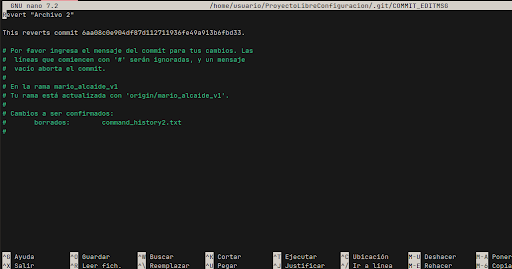 GNU nano 7.2 /home/usuario/ProyectoLibreConfiguracion/.git/COMMIT_EDITMSG
Revert "Archivo 2"
This reverts commit 6aa08c0e904df87d112711936fe49a913b6fbd33.
# Por favor ingresa el mensaje del commit para tus cambios. Las
#  líneas que comiencen con '#' serán ignoradas, y un mensaje
#  vacío aborta el commit.
#
# En la rama mario_alcaide_v1
# Tu rama está actualizada con 'origin/mario_alcaide_v1'.
#
# Cambios a ser confirmados:
#       borrados:        command_history2.txt
#
^G Ayuda ^O Guardar ^W Buscar ^K Cortar ^T Ejecutar ^C Ubicación M-U Deshacer M-A Poner
^X Salir ^R Leer fich. ^\ Reemplazar ^U Pegar ^J Justificar ^/ Ir a línea M-E Rehacer M-6 Copia